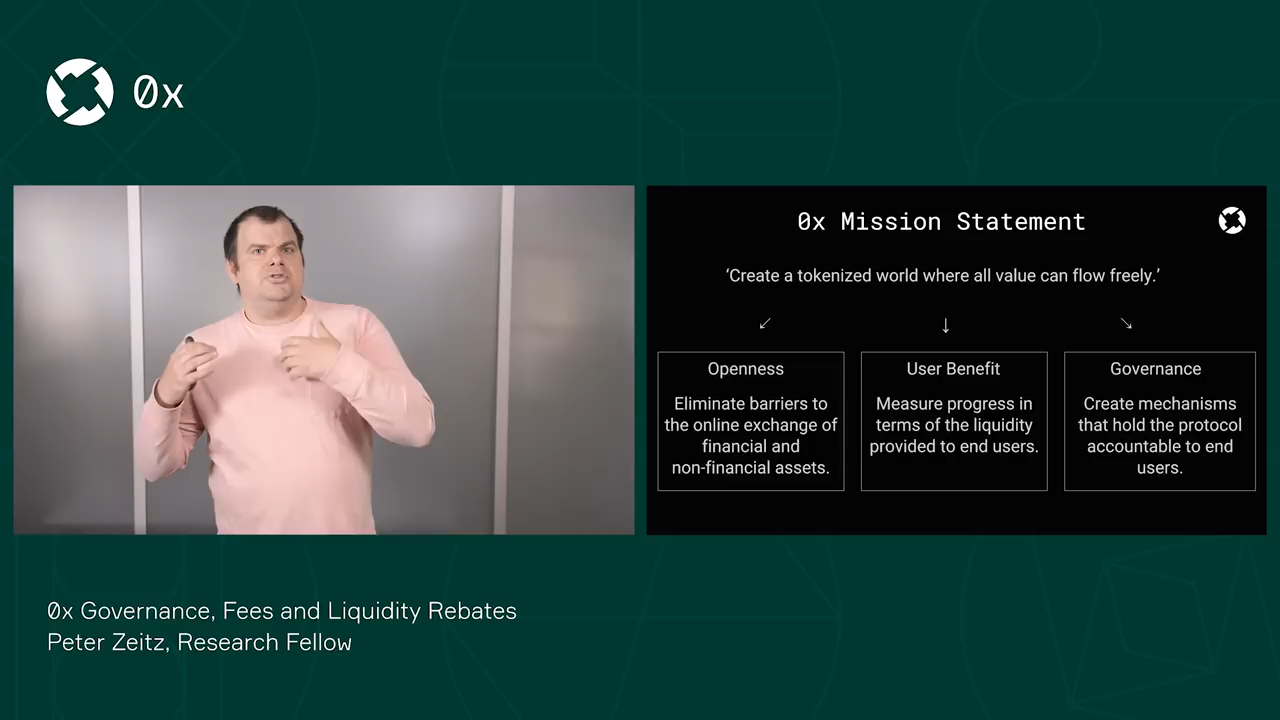 0x
0x Mission Statement
‘Create a tokenized world where all value can flow freely.’
Openness
Eliminate barriers to
the online exchange of
financial and
non-financial assets.
User Benefit
Measure progress in
terms of the liquidity
provided to end users.
Governance
Create mechanisms
that hold the protocol
accountable to end
users.
0x Governance, Fees and Liquidity Rebates
Peter Zeitz, Research Fellow